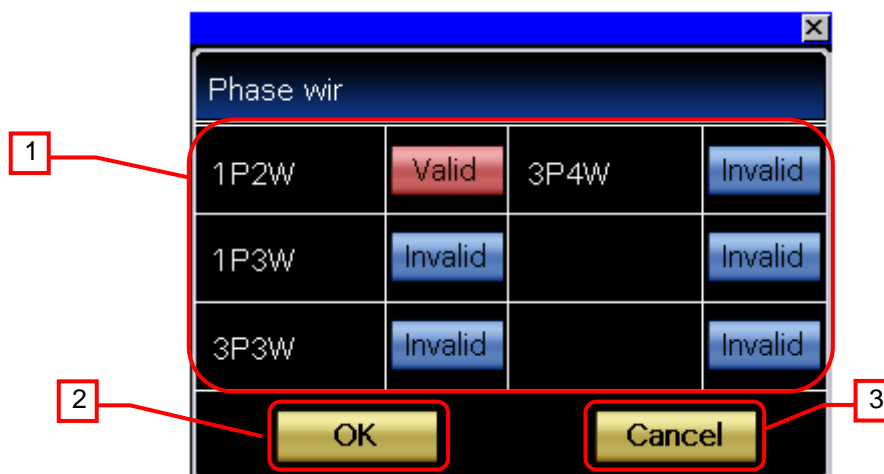 Phase wir
1
1P2W Valid 3P4W Invalid
1P3W Invalid Invalid
3P3W Invalid Invalid
2 3
OK Cancel